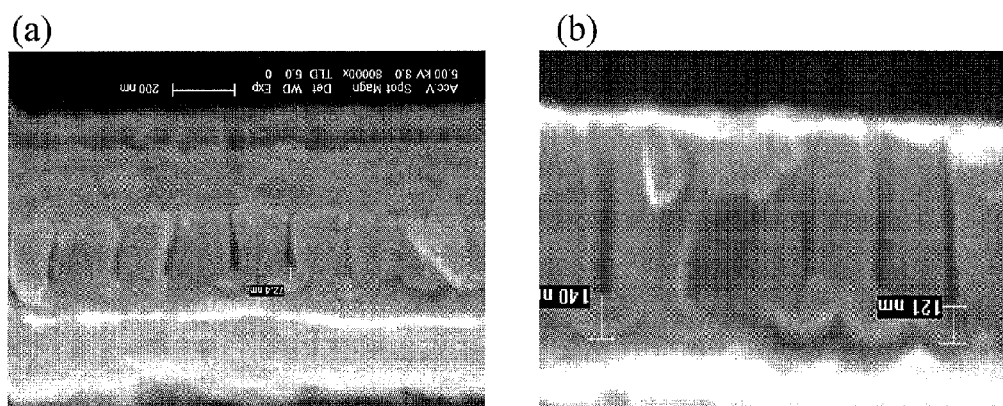 (a)
(b)
Acc.V Spot Magn Det WD Exp
5.00 kV 3.0 80000x TLD 5.0 0
200 nm
72.4 nm
140 nm
121 nm